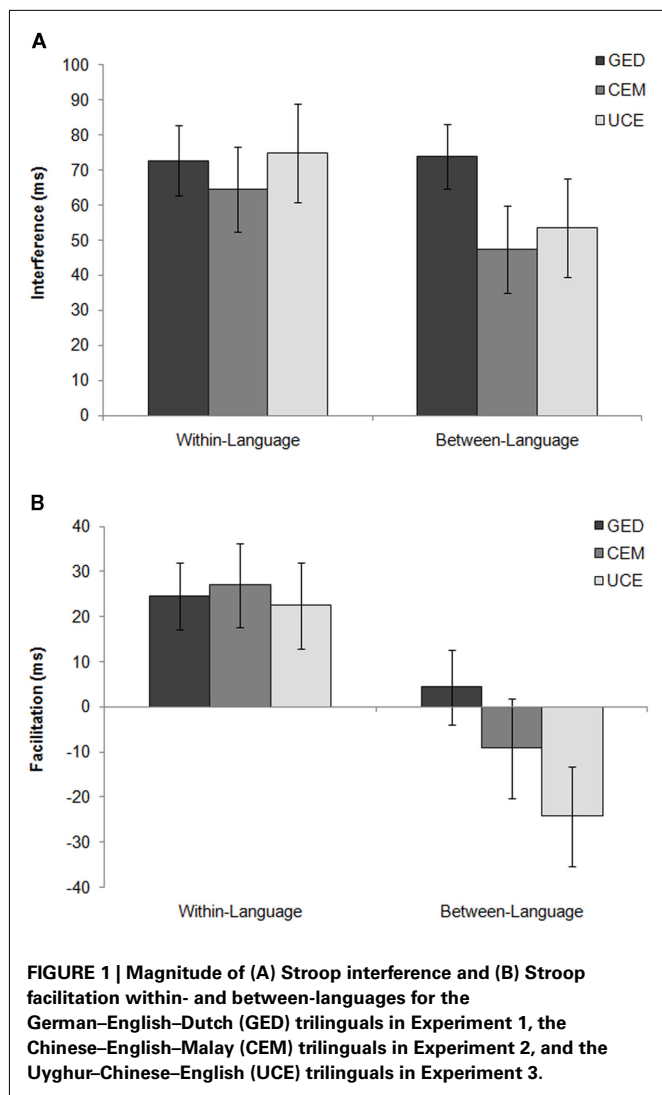 A
100
90
80
70
60
50
40
30
20
10
0
Interference (ms)
GED
CEM
UCE
Within-Language
Between-Language
B
40
30
20
10
0
-10
-20
-30
-40
Facilitation (ms)
GED
CEM
UCE
Within-Language
Between-Language
FIGURE 1 | Magnitude of (A) Stroop interference and (B) Stroop
facilitation within- and between-languages for the
German–English–Dutch (GED) trilinguals in Experiment 1, the
Chinese–English–Malay (CEM) trilinguals in Experiment 2, and the
Uyghur–Chinese–English (UCE) trilinguals in Experiment 3.